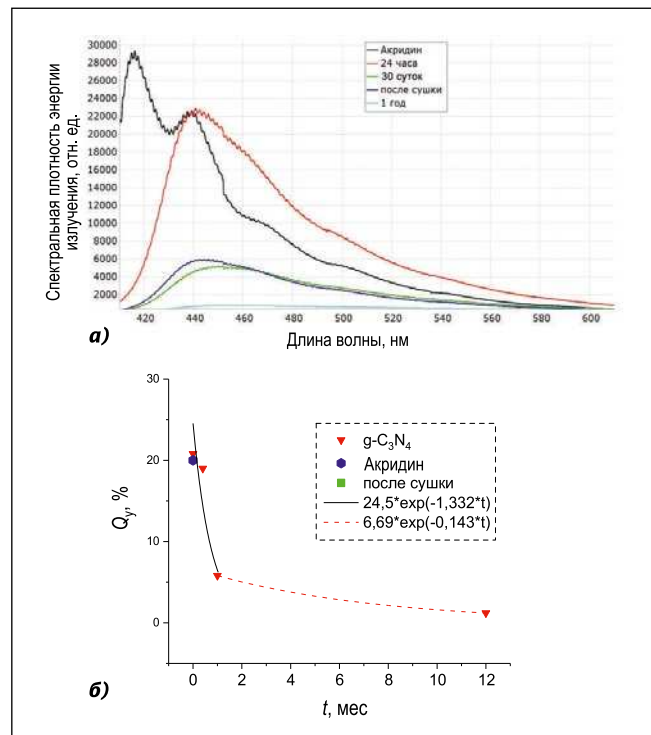 30000
28000
26000
24000
22000
20000
18000
16000
14000
12000
10000
8000
6000
4000
2000
Спектральная плотность энергии
излучения, отн. ед.
Акридин
24 часа
30 суток
после сушки
1 год
420 440 460 480 500 520 540 560 580 600
а)
Длина волны, нм
30
20
10
0
Qy, %
g-C3N4
Акридин
после сушки
24,5*exp(-1,332*t)
6,69*exp(-0,143*t)
0 2 4 6 8 10 12
б)
t, мес